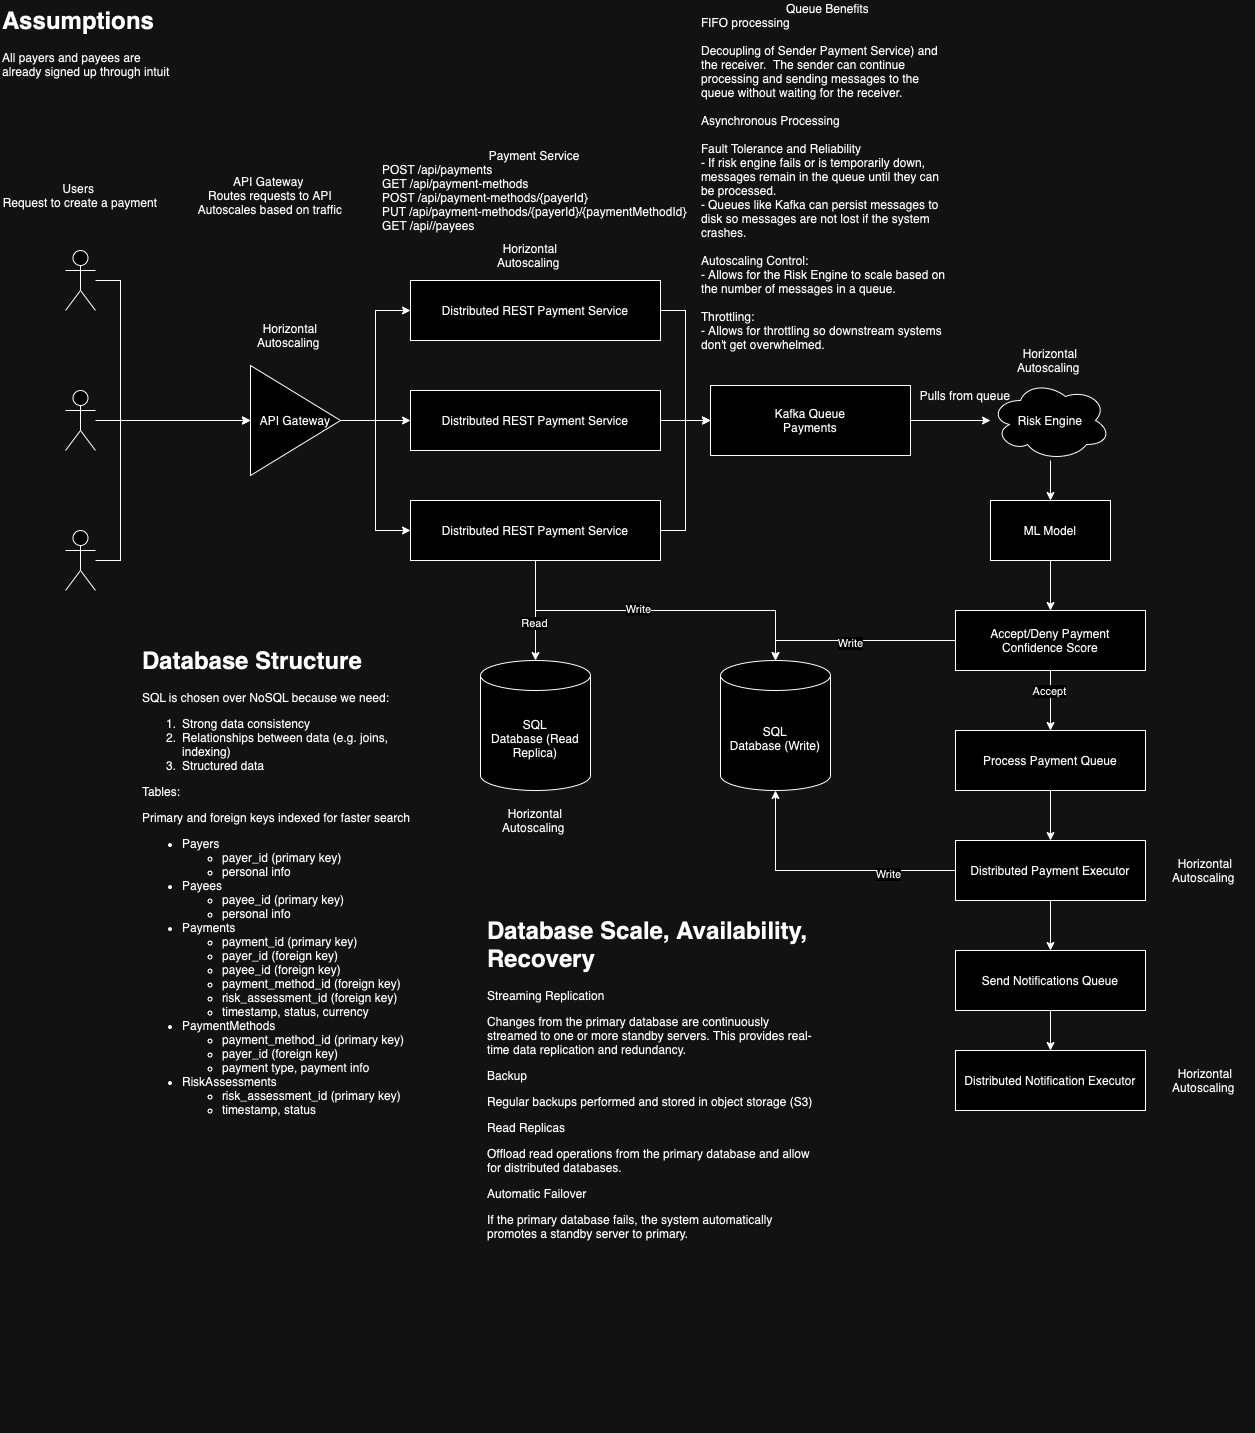 Assumptions
All payers and payees are
already signed up through intuit
Queue Benefits
FIFO processing
Decoupling of Sender Payment Service) and
the receiver.  The sender can continue
processing and sending messages to the
queue without waiting for the receiver.
Asynchronous Processing
Fault Tolerance and Reliability
- If risk engine fails or is temporarily down,
messages remain in the queue until they can
be processed.
- Queues like Kafka can persist messages to
disk so messages are not lost if the system
crashes.
Autoscaling Control:
- Allows for the Risk Engine to scale based on
the number of messages in a queue.
Throttling:
- Allows for throttling so downstream systems
don't get overwhelmed.
Users
Request to create a payment
API Gateway
Routes requests to API
Autoscales based on traffic
Payment Service
POST /api/payments
GET /api/payment-methods
POST /api/payment-methods/{payerId}
PUT /api/payment-methods/{payerId}/{paymentMethodId}
GET /api//payees
Horizontal
Autoscaling
Distributed REST Payment Service
Horizontal
Autoscaling
API Gateway
Distributed REST Payment Service
Distributed REST Payment Service
Kafka Queue
Payments
Pulls from queue
Horizontal
Autoscaling
Risk Engine
ML Model
Accept/Deny Payment
Confidence Score
Write
Read
Write
Accept
SQL
Database (Read
Replica)
Horizontal
Autoscaling
SQL
Database (Write)
Process Payment Queue
Write
Distributed Payment Executor
Horizontal
Autoscaling
Send Notifications Queue
Distributed Notification Executor
Horizontal
Autoscaling
Database Structure
SQL is chosen over NoSQL because we need:
1. Strong data consistency
2. Relationships between data (e.g. joins,
indexing)
3. Structured data
Tables:
Primary and foreign keys indexed for faster search
• Payers
◦ payer_id (primary key)
◦ personal info
• Payees
◦ payee_id (primary key)
◦ personal info
• Payments
◦ payment_id (primary key)
◦ payer_id (foreign key)
◦ payee_id (foreign key)
◦ payment_method_id (foreign key)
◦ risk_assessment_id (foreign key)
◦ timestamp, status, currency
• PaymentMethods
◦ payment_method_id (primary key)
◦ payer_id (foreign key)
◦ payment type, payment info
• RiskAssessments
◦ risk_assessment_id (primary key)
◦ timestamp, status
Database Scale, Availability,
Recovery
Streaming Replication
Changes from the primary database are continuously
streamed to one or more standby servers. This provides real-
time data replication and redundancy.
Backup
Regular backups performed and stored in object storage (S3)
Read Replicas
Offload read operations from the primary database and allow
for distributed databases.
Automatic Failover
If the primary database fails, the system automatically
promotes a standby server to primary.